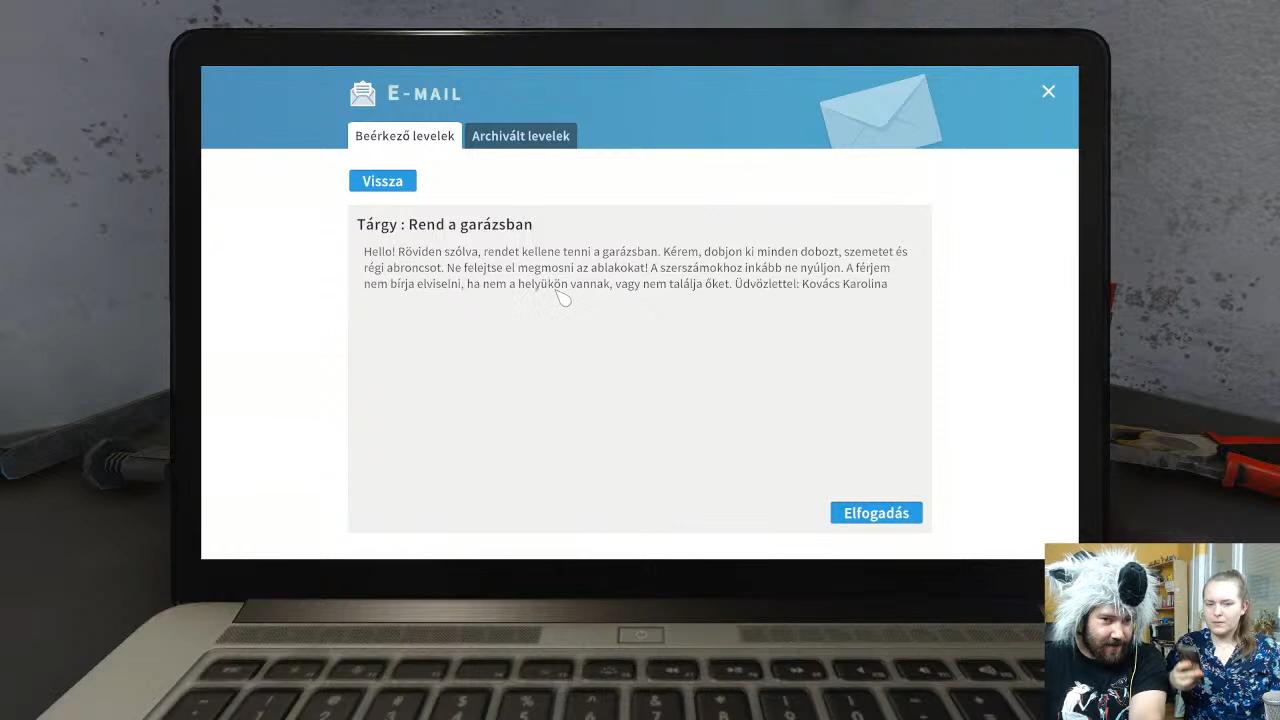 E-MAIL
Beérkező levelek
Archivált levelek
Vissza
Tárgy : Rend a garázsban
Hello! Röviden szólva, rendet kellene tenni a garázsban. Kérem, dobjon ki minden dobozt, szemetet és
régi abroncsot. Ne felejtse el megmosni az ablakokat! A szerszámokhoz inkább ne nyúljon. A férjem
nem bírja elviselni, ha nem a helyükön vannak, vagy nem találja őket. Üdvözlettel: Kovács Karolina
Elfogadás